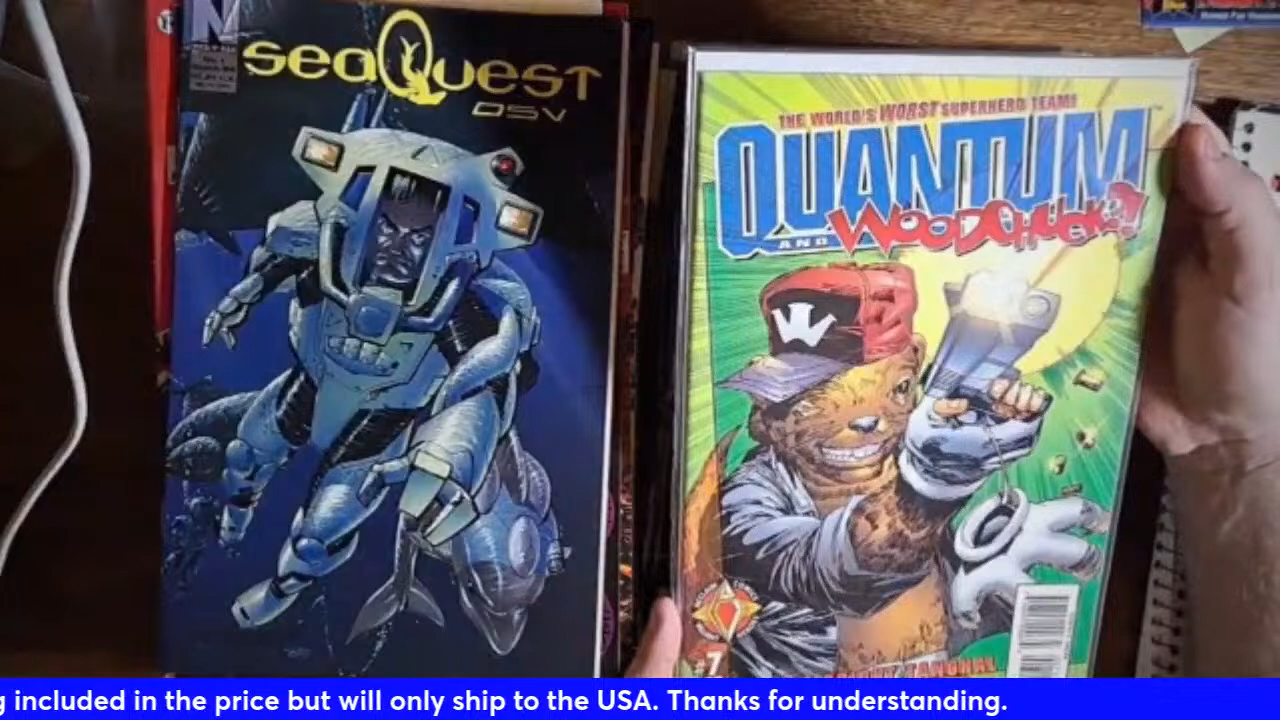 N
seaQuest
DSV
THE WORLD'S WORST SUPERHERO TEAM!
QUANTUM
AND WOODCHUCK!
W
#7
g included in the price but will only ship to the USA. Thanks for understanding.